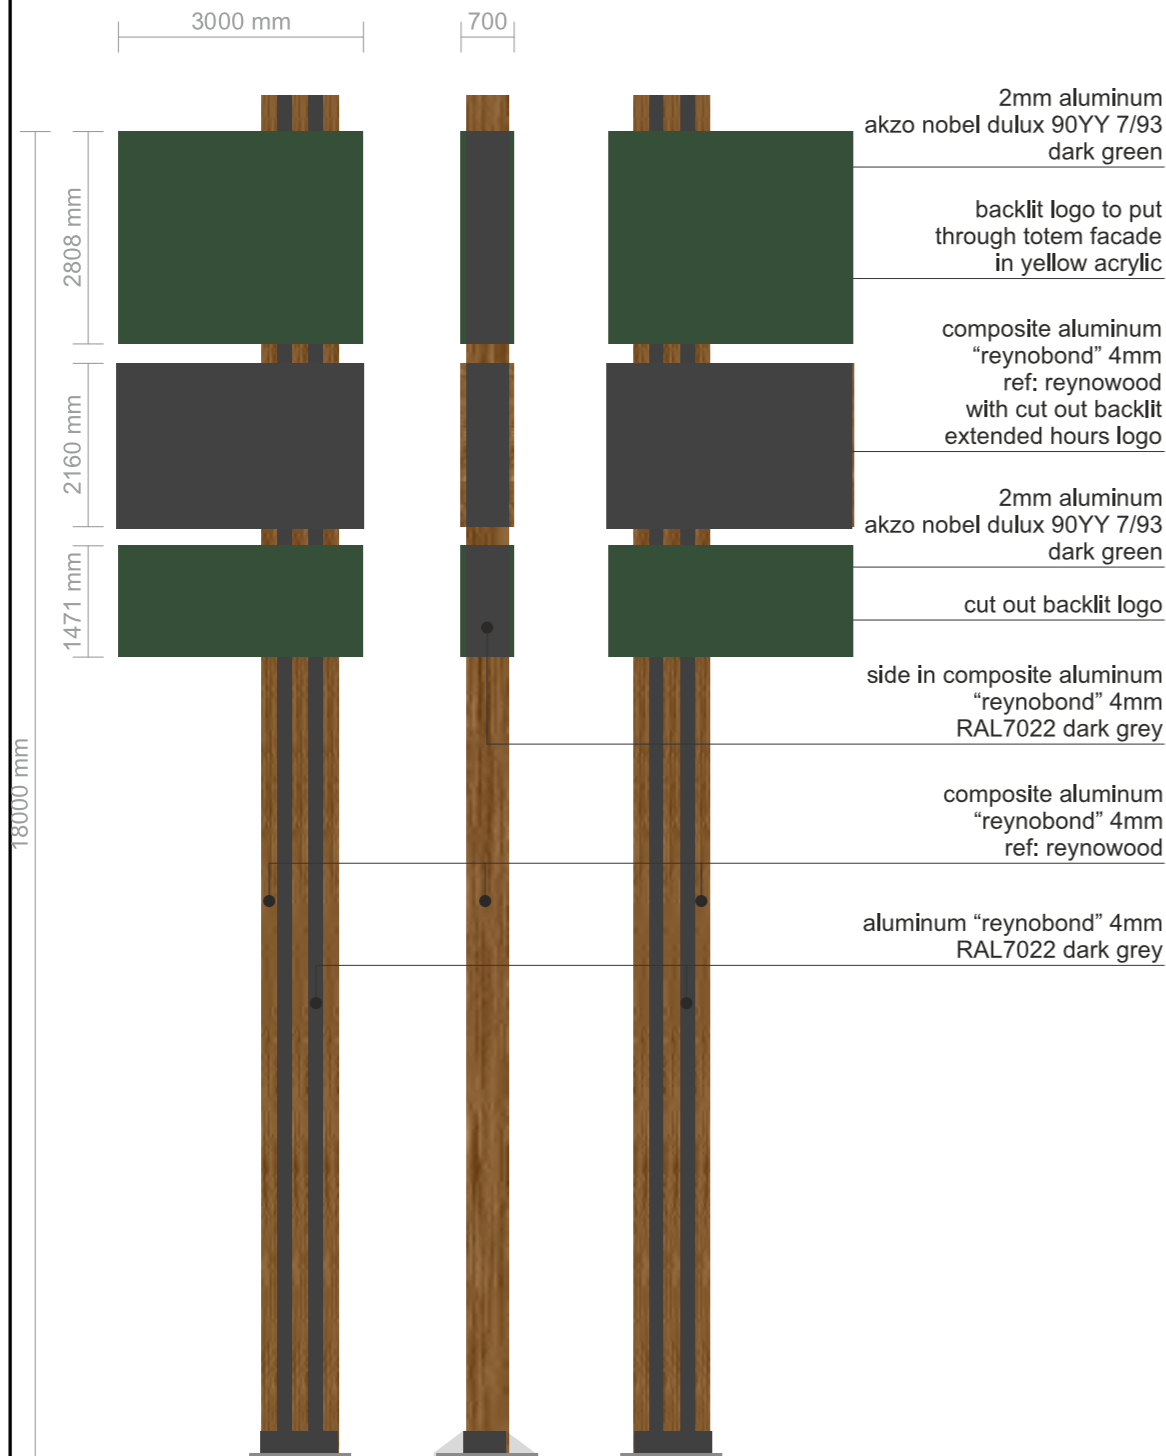 3000 mm
700
2mm aluminum
akzo nobel dulux 90YY 7/93
dark green
2808 mm
backlit logo to put
through totem facade
in yellow acrylic
composite aluminum
“reynobond” 4mm
ref: reynowood
with cut out backlit
extended hours logo
2160 mm
2mm aluminum
akzo nobel dulux 90YY 7/93
dark green
1471 mm
cut out backlit logo
side in composite aluminum
“reynobond” 4mm
RAL7022 dark grey
18000 mm
composite aluminum
“reynobond” 4mm
ref: reynowood
aluminum “reynobond” 4mm
RAL7022 dark grey